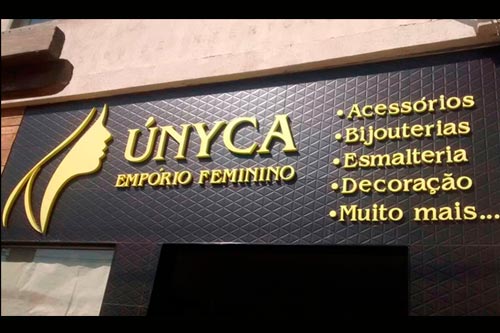 ÚNYCA
EMPÓRIO FEMININO
•Acessórios
•Bijouterias
•Esmalteria
•Decoração
•Muito mais...